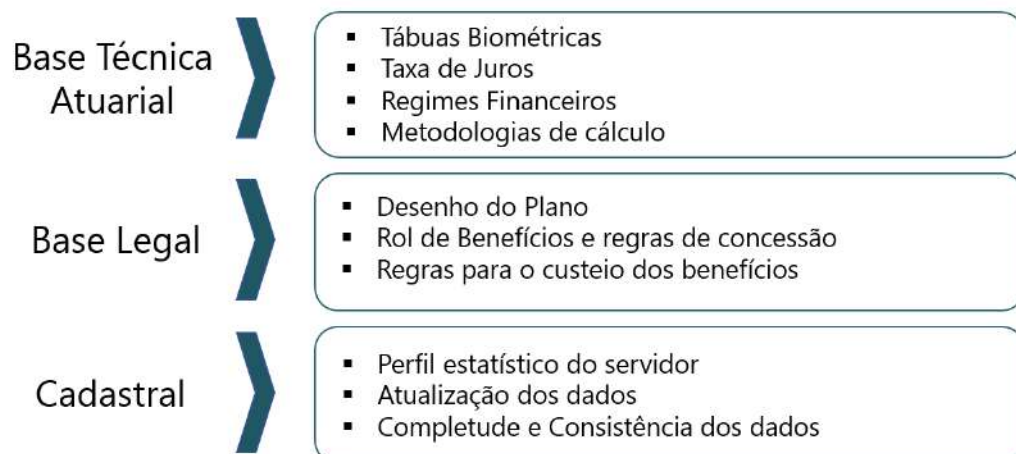 Base Técnica
Atuarial
▪ Tábuas Biométricas
▪ Taxa de Juros
▪ Regimes Financeiros
▪ Metodologias de cálculo
Base Legal
▪ Desenho do Plano
▪ Rol de Benefícios e regras de concessão
▪ Regras para o custeio dos benefícios
Cadastral
▪ Perfil estatístico do servidor
▪ Atualização dos dados
▪ Completude e Consistência dos dados